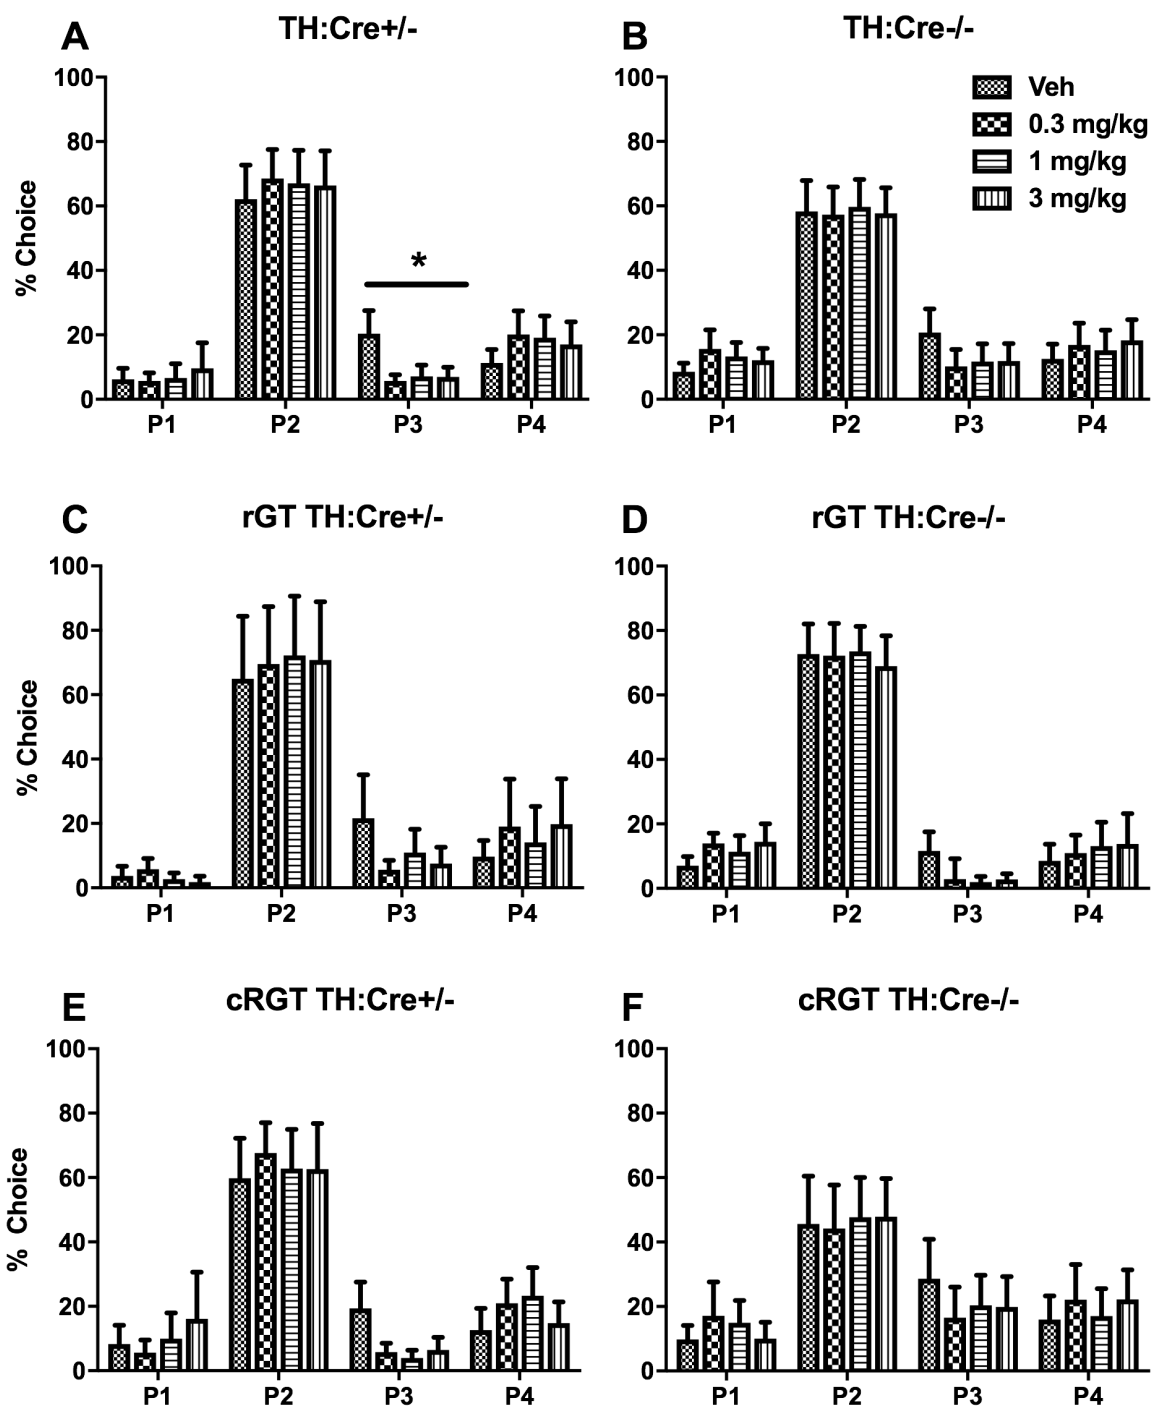 A
TH:Cre+/-
% Choice
100
80
60
40
20
0
*
P1 P2 P3 P4
B
TH:Cre-/-
100
80
60
40
20
0
Veh
0.3 mg/kg
1 mg/kg
3 mg/kg
P1 P2 P3 P4
C
rGT TH:Cre+/-
% Choice
100
80
60
40
20
0
P1 P2 P3 P4
D
rGT TH:Cre-/-
100
80
60
40
20
0
P1 P2 P3 P4
E
cRGT TH:Cre+/-
% Choice
100
80
60
40
20
0
P1 P2 P3 P4
F
cRGT TH:Cre-/-
100
80
60
40
20
0
P1 P2 P3 P4